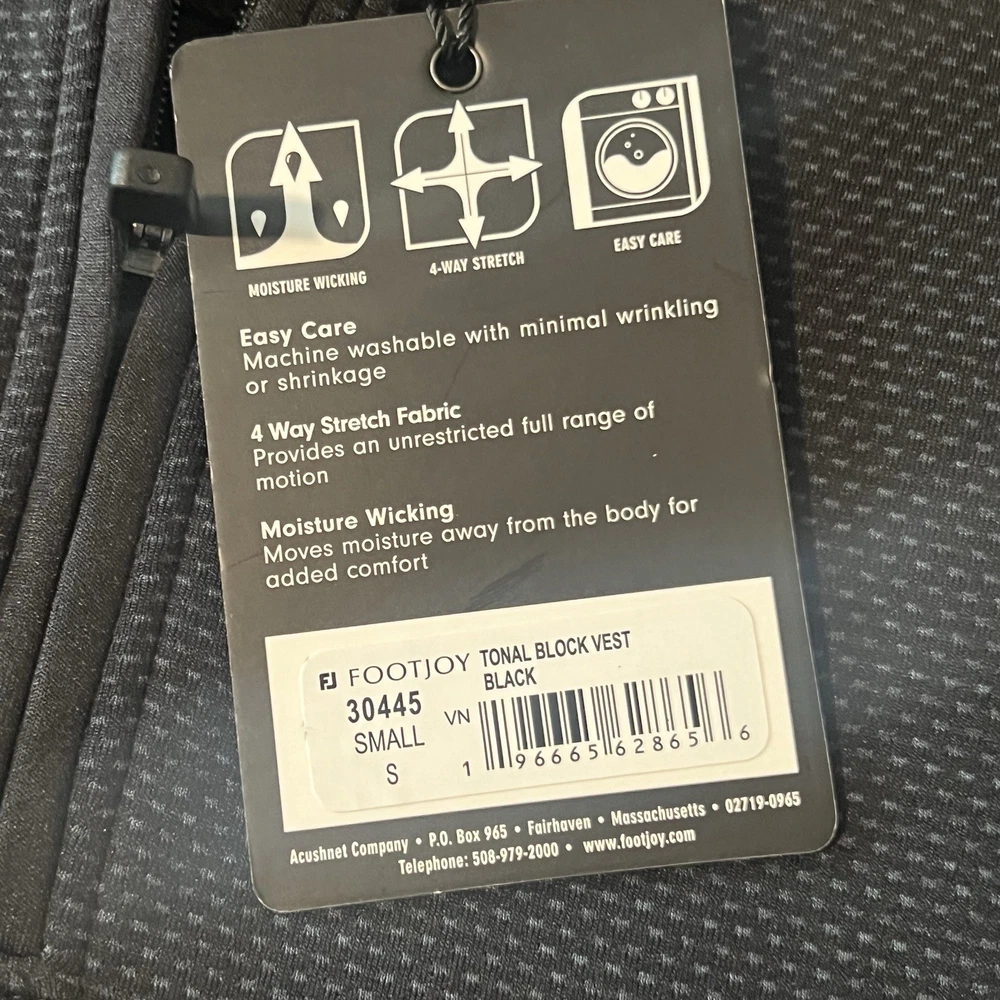 MOISTURE WICKING
4-WAY STRETCH
EASY CARE
Easy Care
Machine washable with minimal wrinkling
or shrinkage
4 Way Stretch Fabric
Provides an unrestricted full range of
motion
Moisture Wicking
Moves moisture away from the body for
added comfort
FJ FOOTJOY TONAL BLOCK VEST
BLACK
30445
SMALL
S
VN
1 96665 62865 6
Acushnet Company • P.O. Box 965 • Fairhaven • Massachusetts • 02719-0965
Telephone: 508-979-2000 • www.footjoy.com